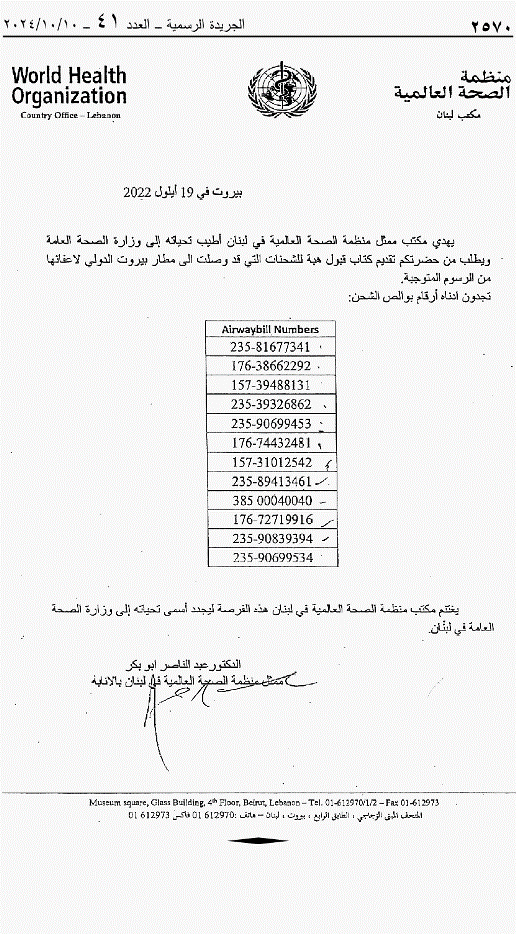 ٢٥٧٠
الجريدة الرسمية – العدد ٤١ – ٢٠٢٤/١٠/١٠
World Health
Organization
Country Office – Lebanon
منظمة
الصحة العالمية
مكتب لبنان
بيروت في 19 أيلول 2022
يهدي مكتب ممثل منظمة الصحة العالمية في لبنان أطيب تحياته إلى وزارة الصحة العامة
ويطلب من حضرتكم تقديم كتاب قبول هبة للشحنات التي قد وصلت الى مطار بيروت الدولي لاعفائها
من الرسوم المتوجبة.
تجدون ادناه أرقام بوالص الشحن:
Airwaybill Numbers
235-81677341
176-38662292
157-39488131
235-39326862
235-90699453
176-74432481
157-31012542
235-89413461
385 00040040
176-72719916
235-90839394
235-90699534
يختتم مكتب منظمة الصحة العالمية في لبنان هذه الفرصة ليجدد أسمى تحياته إلى وزارة الصحة
العامة في لبنان.
الدكتور عبد الناصر ابو بكر
ممثل منظمة الصحة العالمية في لبنان بالانابة
Museum square, Glass Building, 4th Floor, Beirut, Lebanon – Tel. 01-612970/1/2 – Fax 01-612973
المتحف المبنى الزجاجي ، الطابق الرابع ، بيروت ، لبنان – هاتف :612970 01 فاكس 612973 01